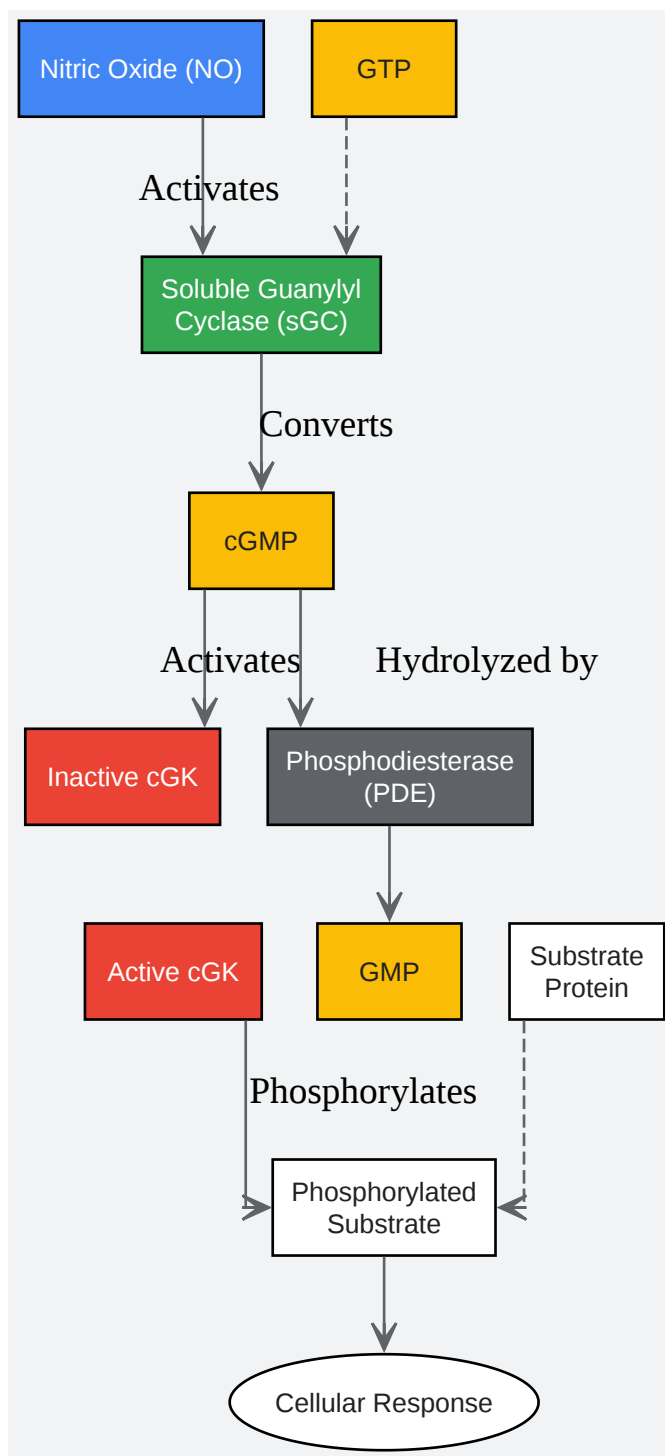 Nitric Oxide (NO)
GTP
Activates
Soluble Guanylyl
Cyclase (sGC)
Converts
cGMP
Activates
Hydrolyzed by
Inactive cGK
Phosphodiesterase
(PDE)
Active cGK
GMP
Substrate
Protein
Phosphorylates
Phosphorylated
Substrate
Cellular Response